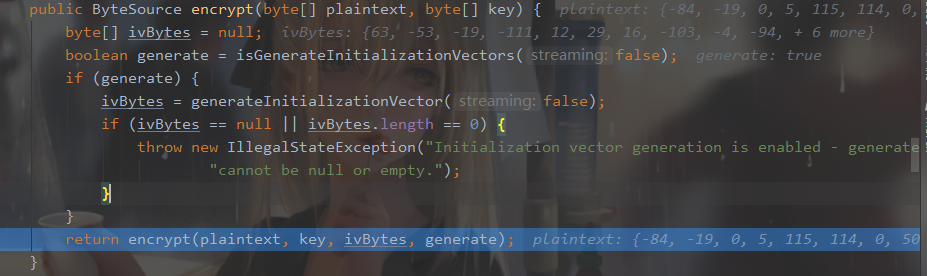 public ByteSource encrypt(byte[] plaintext, byte[] key) {  plaintext: {-84, -19, 0, 5, 115, 114, 0,
byte[] ivBytes = null;  ivBytes: {63, -53, -19, -111, 12, 29, 16, -103, -4, -94, + 6 more}
boolean generate = isGenerateInitializationVectors( streaming: false);  generate: true
if (generate) {
ivBytes = generateInitializationVector( streaming: false);
if (ivBytes == null || ivBytes.length == 0) {
throw new IllegalStateException("Initialization vector generation is enabled - generate
"cannot be null or empty.");
}
}
return encrypt(plaintext, key, ivBytes, generate);  plaintext: {-84, -19, 0, 5, 115, 114, 0, 50
}